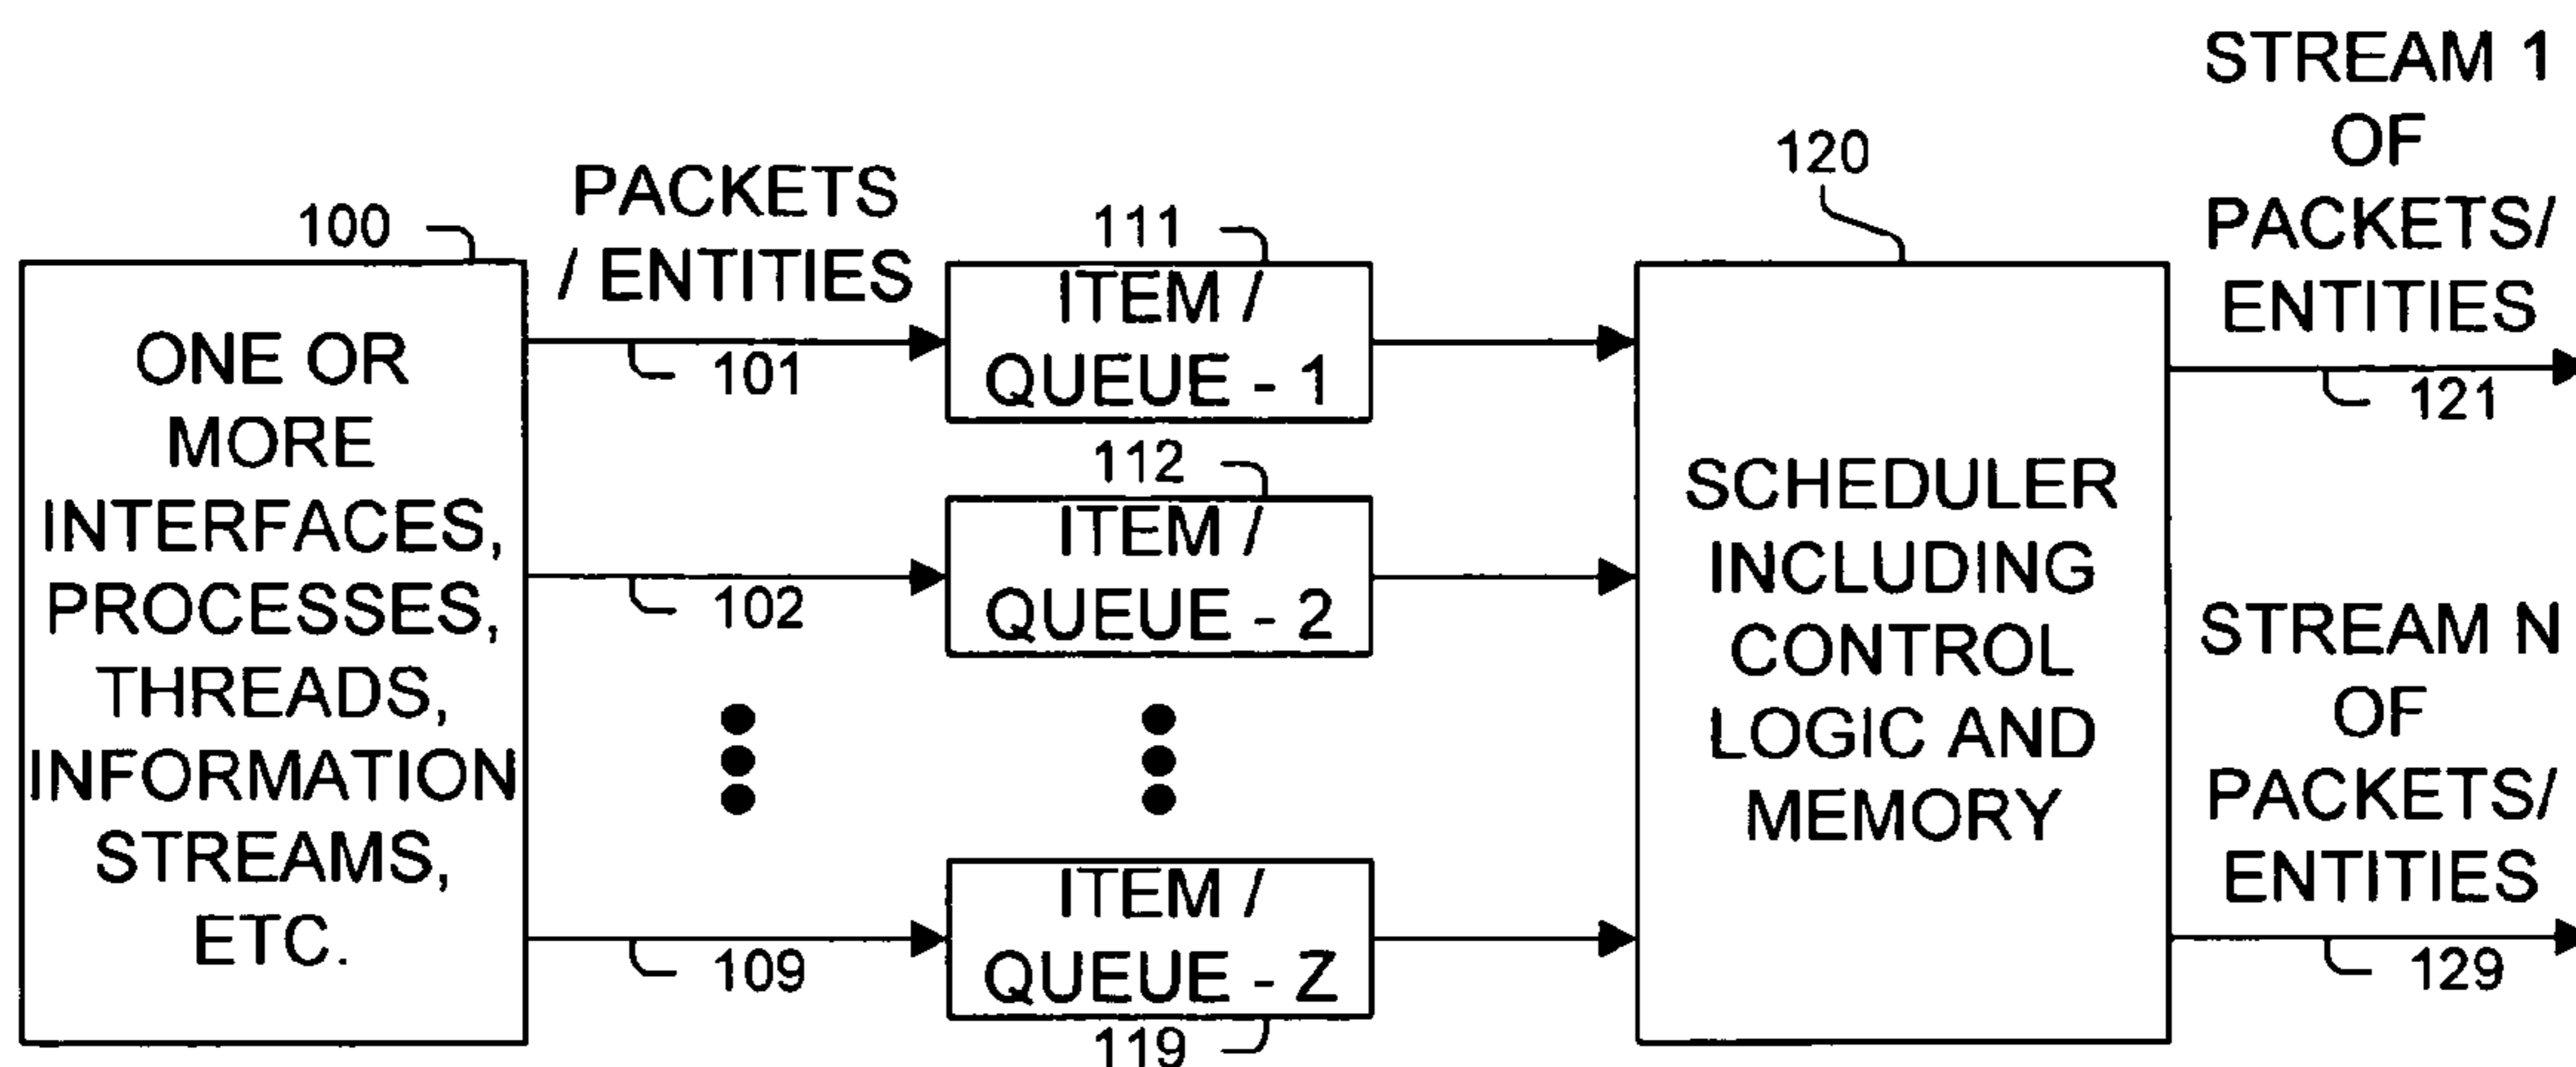 100
ONE OR
MORE
INTERFACES,
PROCESSES,
THREADS,
INFORMATION
STREAMS,
ETC.
PACKETS
/ ENTITIES
101
102
109
111
ITEM /
QUEUE - 1
112
ITEM /
QUEUE - 2
ITEM /
QUEUE - Z
119
120
SCHEDULER
INCLUDING
CONTROL
LOGIC AND
MEMORY
STREAM 1
OF
PACKETS/
ENTITIES
121
STREAM N
OF
PACKETS/
ENTITIES
129